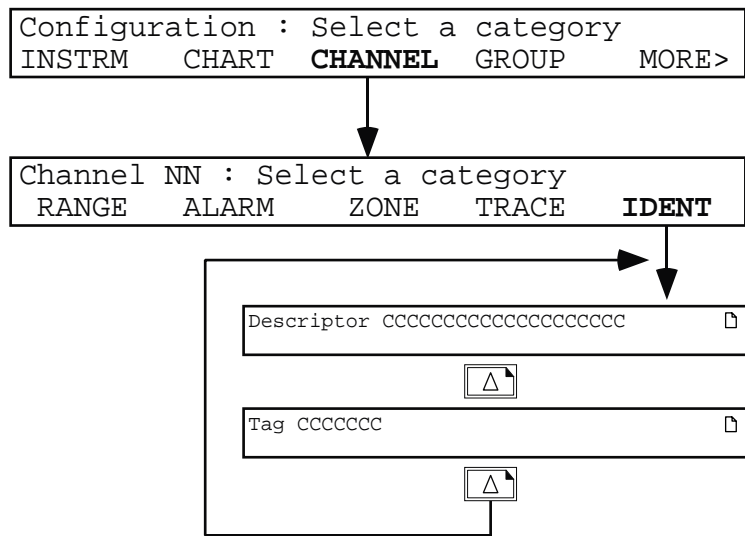 Configuration : Select a category
INSTRM CHART CHANNEL GROUP MORE>
Channel NN : Select a category
RANGE ALARM ZONE TRACE IDENT
Descriptor CCCCCCCCCCCCCCCCCCCC
Tag CCCCCCC